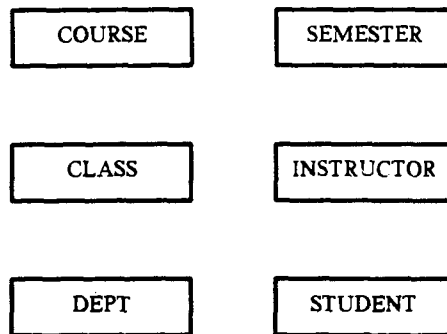 COURSE
SEMESTER
CLASS
INSTRUCTOR
DEPT
STUDENT